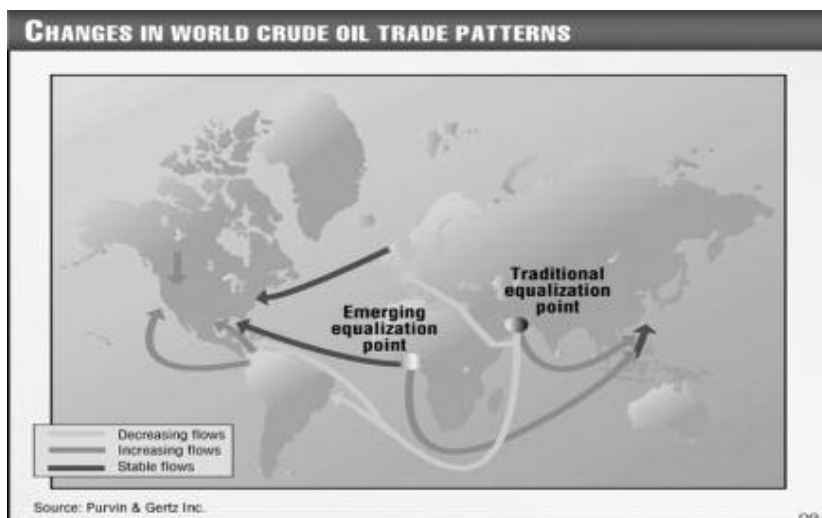 CHANGES IN WORLD CRUDE OIL TRADE PATTERNS
Traditional
equalization
point
Emerging
equalization
point
Decreasing flows
Increasing flows
Stable flows
Source: Purvin & Gertz Inc.